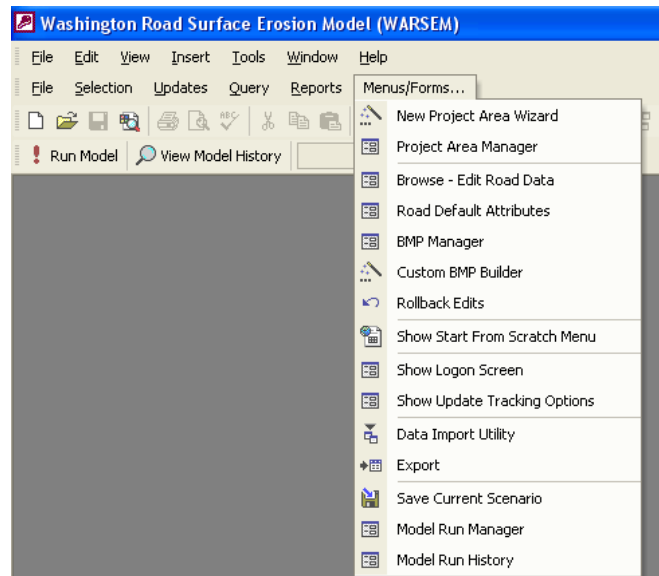 Washington Road Surface Erosion Model (WARSEM)
File Edit View Insert Tools Window Help
File Selection Updates Query Reports Menus/Forms...
New Project Area Wizard
Project Area Manager
Run Model View Model History
Browse - Edit Road Data
Road Default Attributes
BMP Manager
Custom BMP Builder
Rollback Edits
Show Start From Scratch Menu
Show Logon Screen
Show Update Tracking Options
Data Import Utility
Export
Save Current Scenario
Model Run Manager
Model Run History